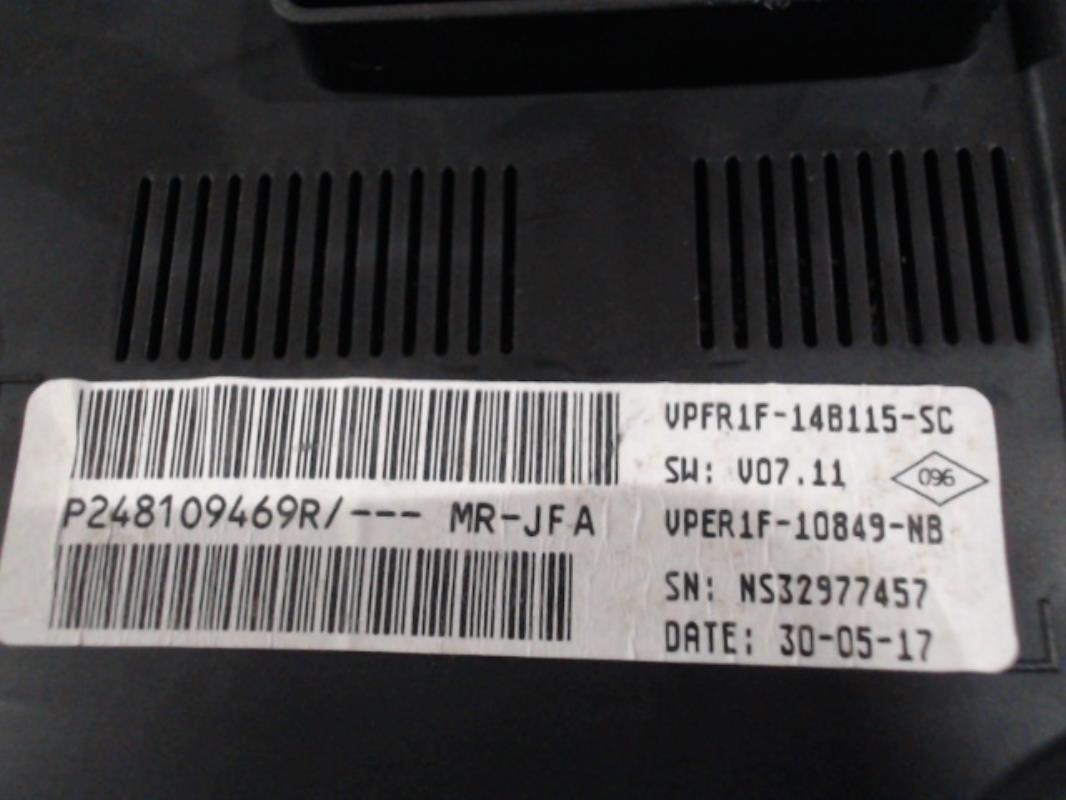 VPFR1F-14B115-SC
SW: V07.11
096
P248109469R/--- MR-JFA
VPER1F-10849-NB
SN: NS32977457
DATE: 30-05-17